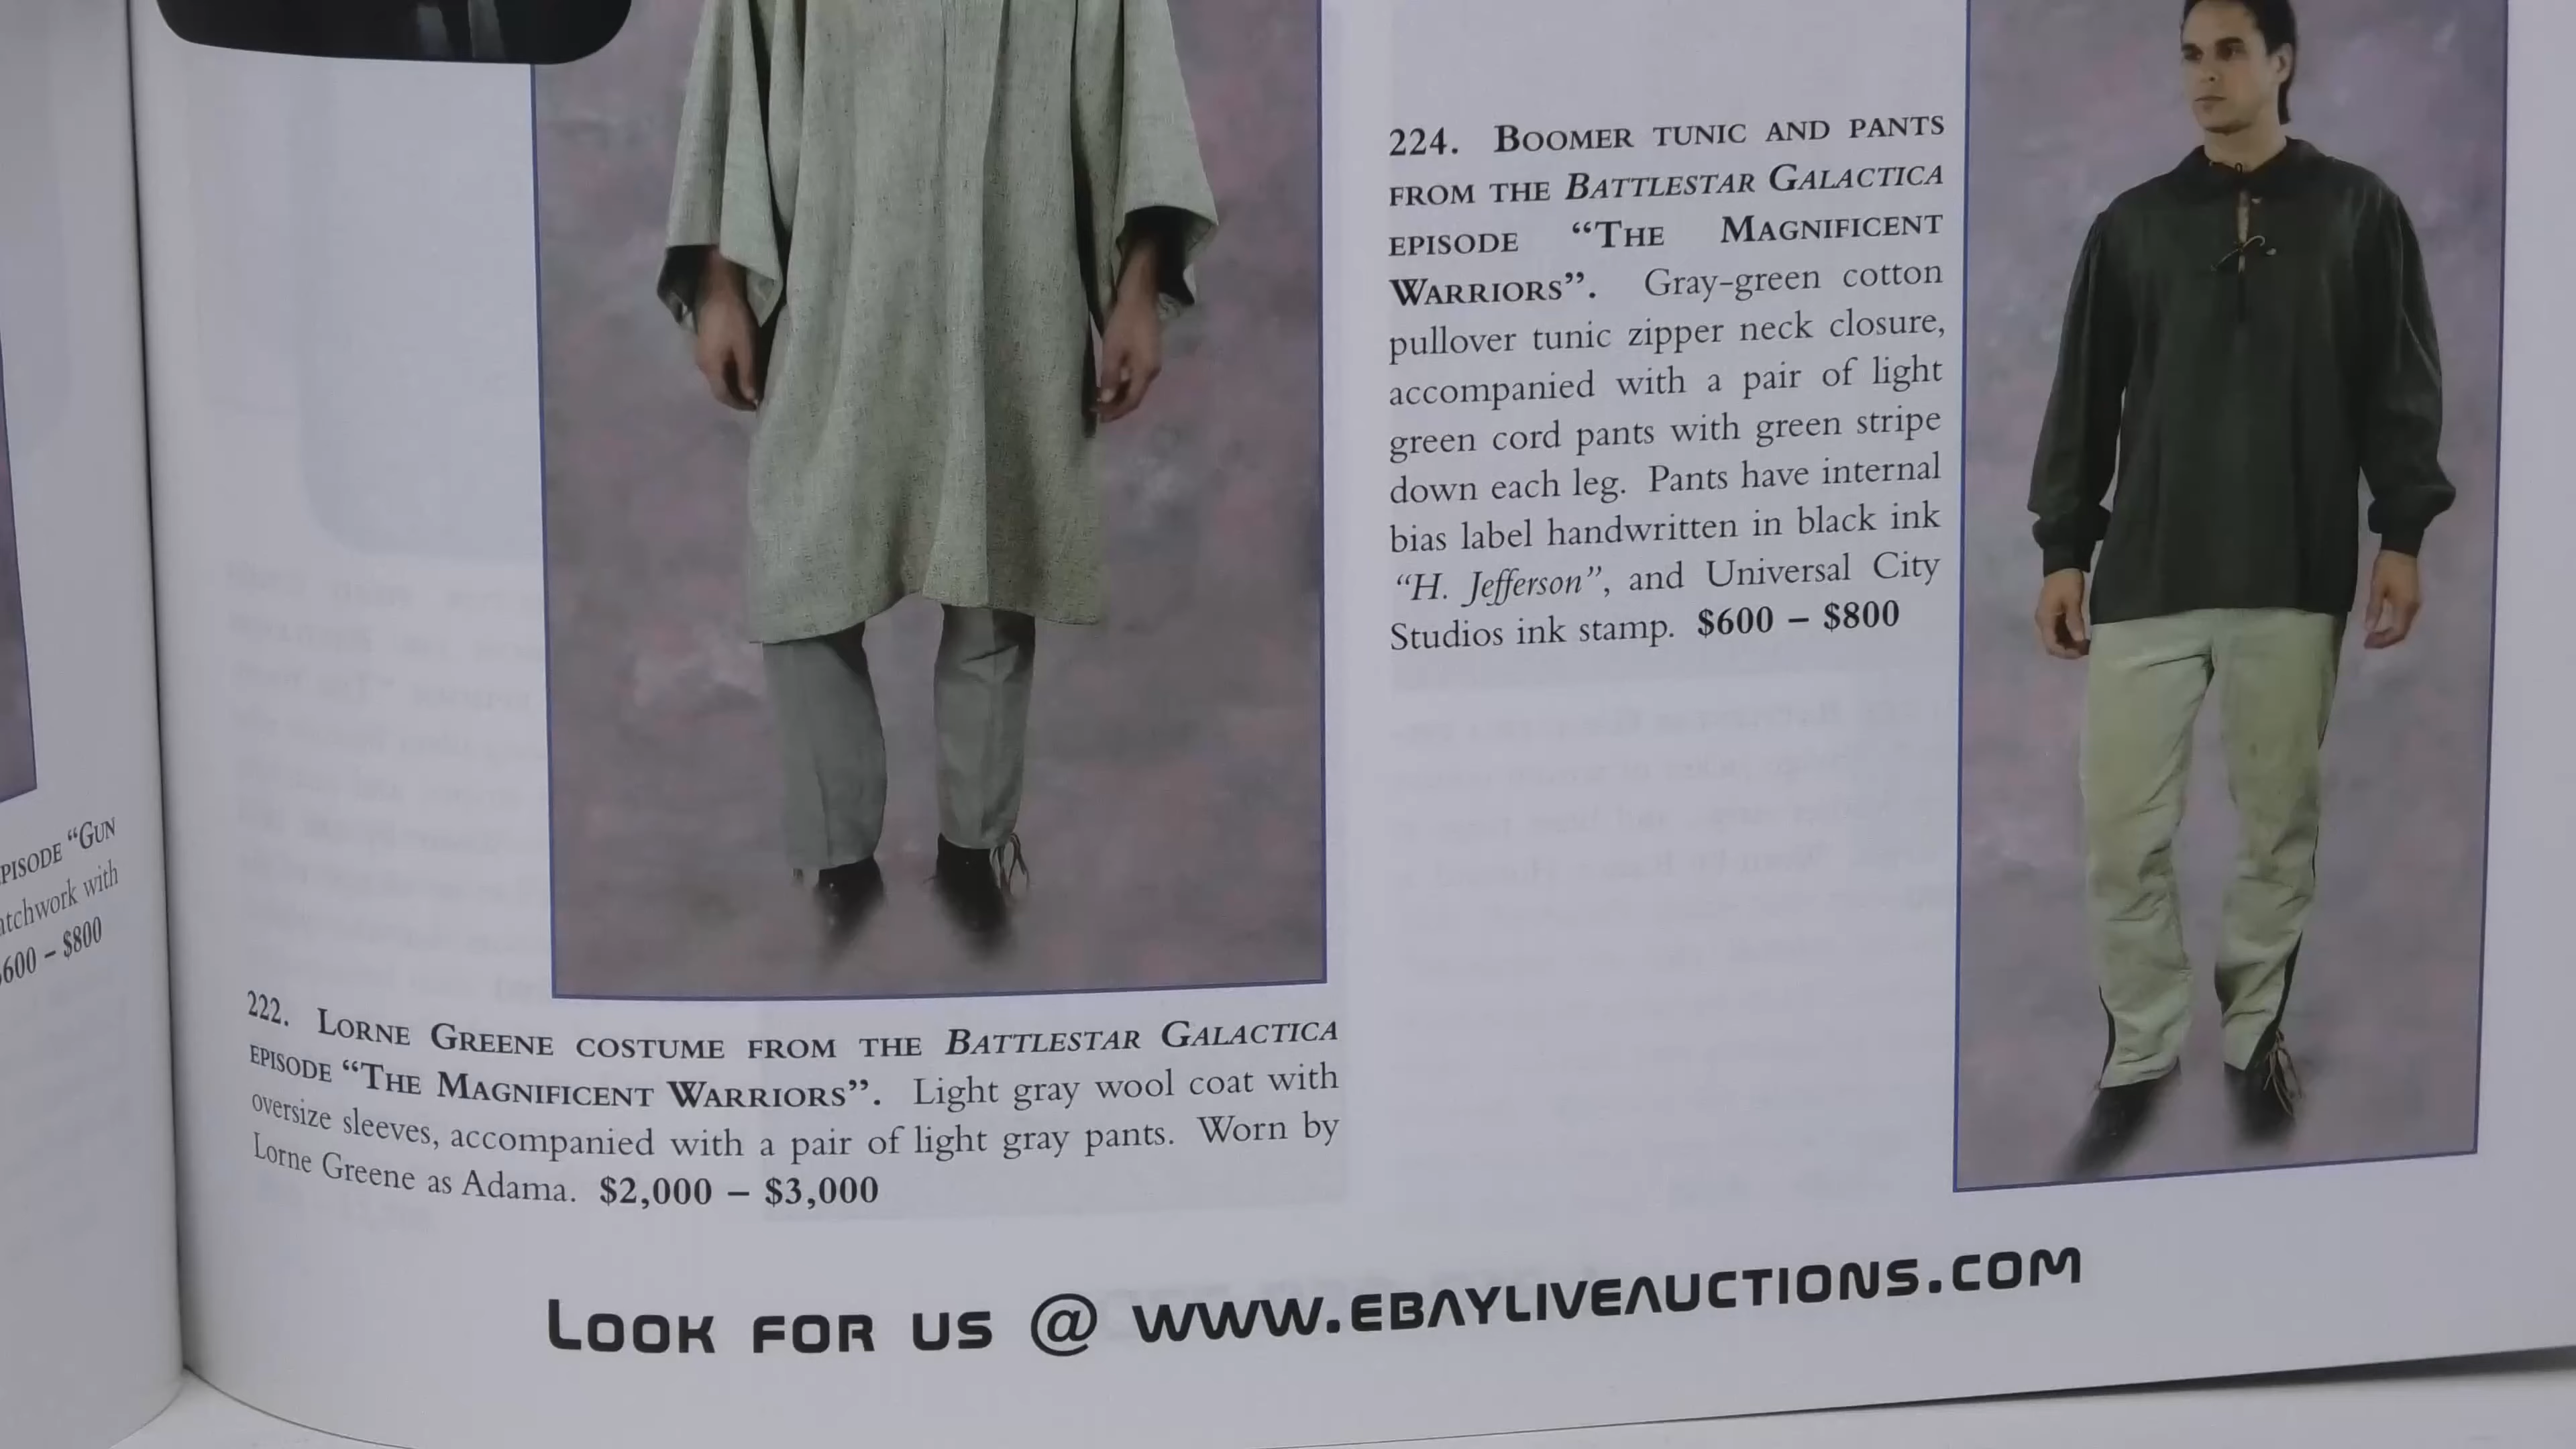 PISODE “GUN
atchwork with
600 – $800
222. LORNE GREENE COSTUME FROM THE BATTLESTAR GALACTICA
EPISODE “THE MAGNIFICENT WARRIORS”. Light gray wool coat with
oversize sleeves, accompanied with a pair of light gray pants. Worn by
Lorne Greene as Adama. $2,000 – $3,000
224. BOOMER TUNIC AND PANTS
FROM THE BATTLESTAR GALACTICA
EPISODE “THE MAGNIFICENT
WARRIORS”. Gray-green cotton
pullover tunic zipper neck closure,
accompanied with a pair of light
green cord pants with green stripe
down each leg. Pants have internal
bias label handwritten in black ink
“H. Jefferson”, and Universal City
Studios ink stamp. $600 – $800
LOOK FOR US @ WWW.EBAYLIVEAUCTIONS.COM